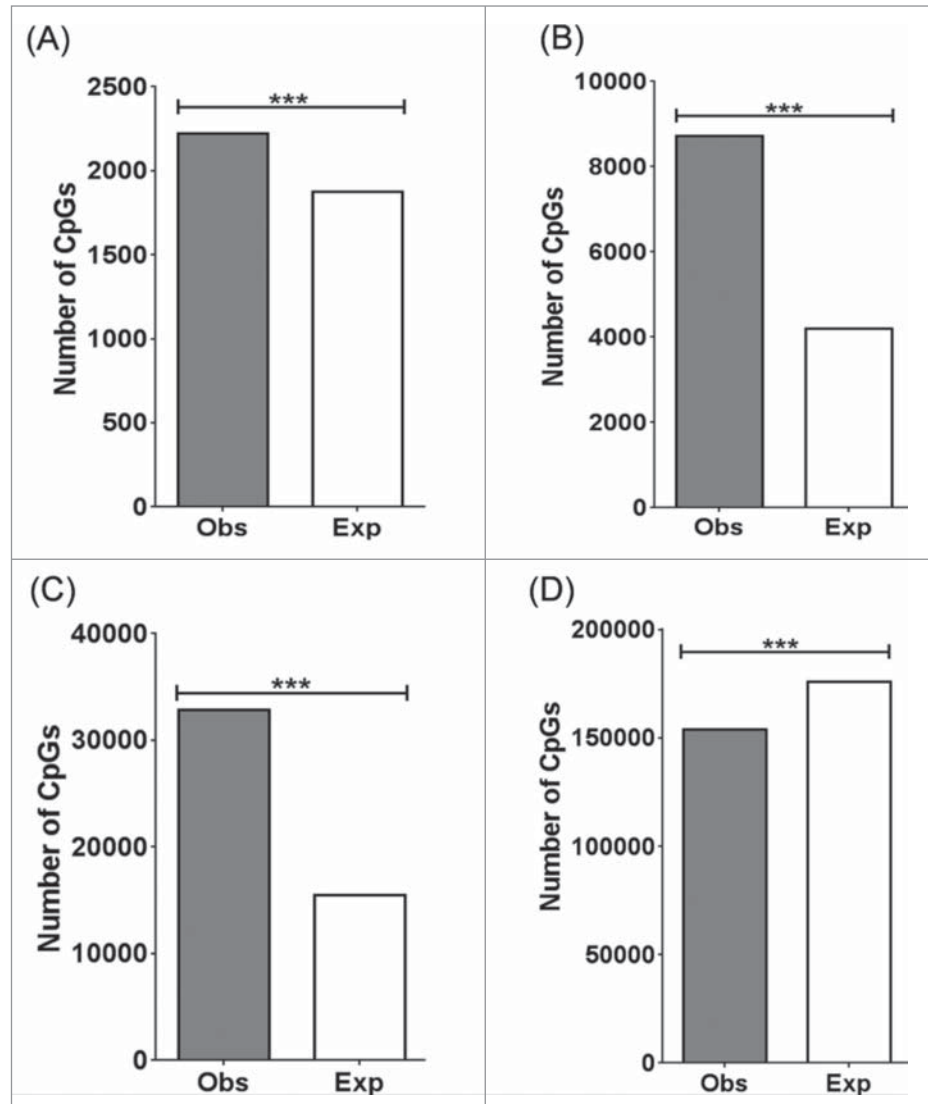 (A)
Number of CpGs
2500
2000
1500
1000
500
0
***
Obs Exp
(B)
Number of CpGs
10000
8000
6000
4000
2000
0
***
Obs Exp
(C)
Number of CpGs
40000
30000
20000
10000
0
***
Obs Exp
(D)
Number of CpGs
200000
150000
100000
50000
0
***
Obs Exp